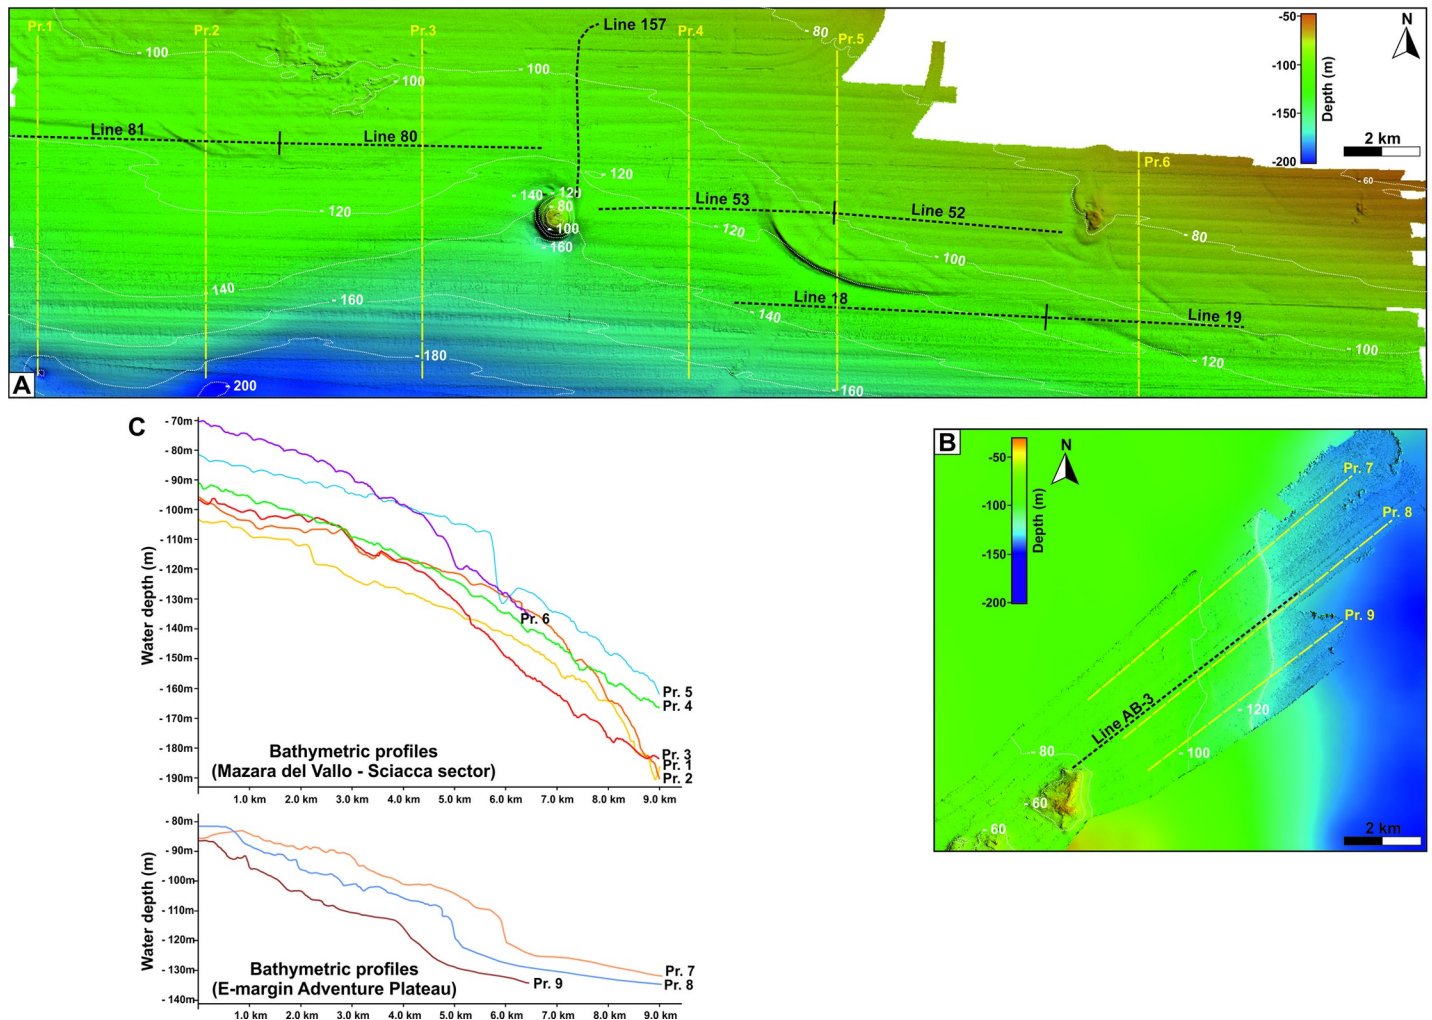 Pr.1
Pr.2
Pr.3
Line 157
Pr.4
- 80
Pr.5
-50
-100
-150
-200
Depth (m)
N
2 km
- 100
- 100
- 100
Line 81
Line 80
Pr.6
- 60
- 120
- 140
- 120
- 80
- 100
- 160
- 120
Line 53
Line 52
- 120
- 80
- 100
140
- 160
Line 18
- 140
Line 19
- 100
- 120
- 180
- 200
- 160
A
C
- 70m
- 80m
- 90m
- 100m
- 110m
- 120m
- 130m
- 140m
- 150m
- 160m
- 170m
- 180m
- 190m
Water depth (m)
Pr. 6
Pr. 5
Pr. 4
Pr. 3
Pr. 1
Pr. 2
Bathymetric profiles
(Mazara del Vallo - Sciacca sector)
1.0 km
2.0 km
3.0 km
4.0 km
5.0 km
6.0 km
7.0 km
8.0 km
9.0 km
- 80m
- 90m
- 100m
- 110m
- 120m
- 130m
- 140m
Water depth (m)
Bathymetric profiles
(E-margin Adventure Plateau)
Pr. 9
Pr. 7
Pr. 8
1.0 km
2.0 km
3.0 km
4.0 km
5.0 km
6.0 km
7.0 km
8.0 km
9.0 km
B
-50
-100
-150
-200
Depth (m)
N
Pr. 7
Pr. 8
Pr. 9
Line AB-3
- 120
- 80
- 100
- 60
- 60
2 km